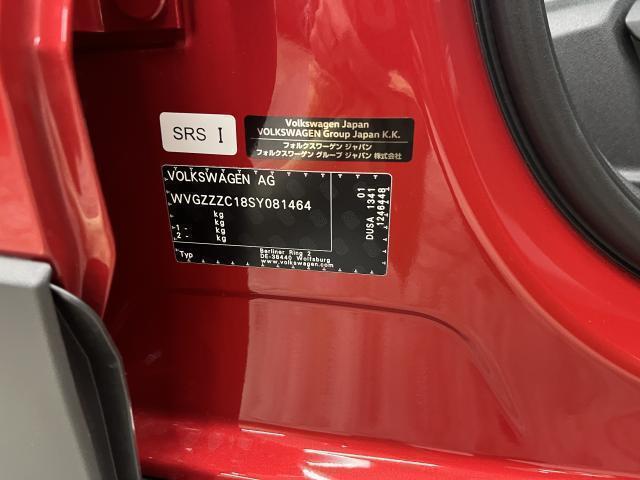 SRS I
Volkswagen Japan
VOLKSWAGEN Group Japan K.K.
フォルクスワーゲン ジャパン
フォルクスワーゲン グループ ジャパン 株式会社
VOLKSWAGEN AG
WVGZZZC18SY081464
kg
kg
1 - kg
2 - kg
Typ
Berliner Ring 2
DE-38440 Wolfsburg
www.volkswagen.com
01
DUSA 1341
1246448